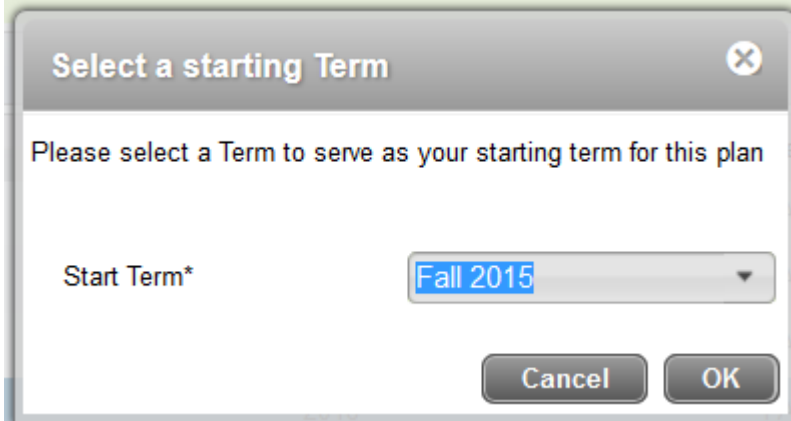 Select a starting Term
Please select a Term to serve as your starting term for this plan
Start Term*
Fall 2015
Cancel
OK